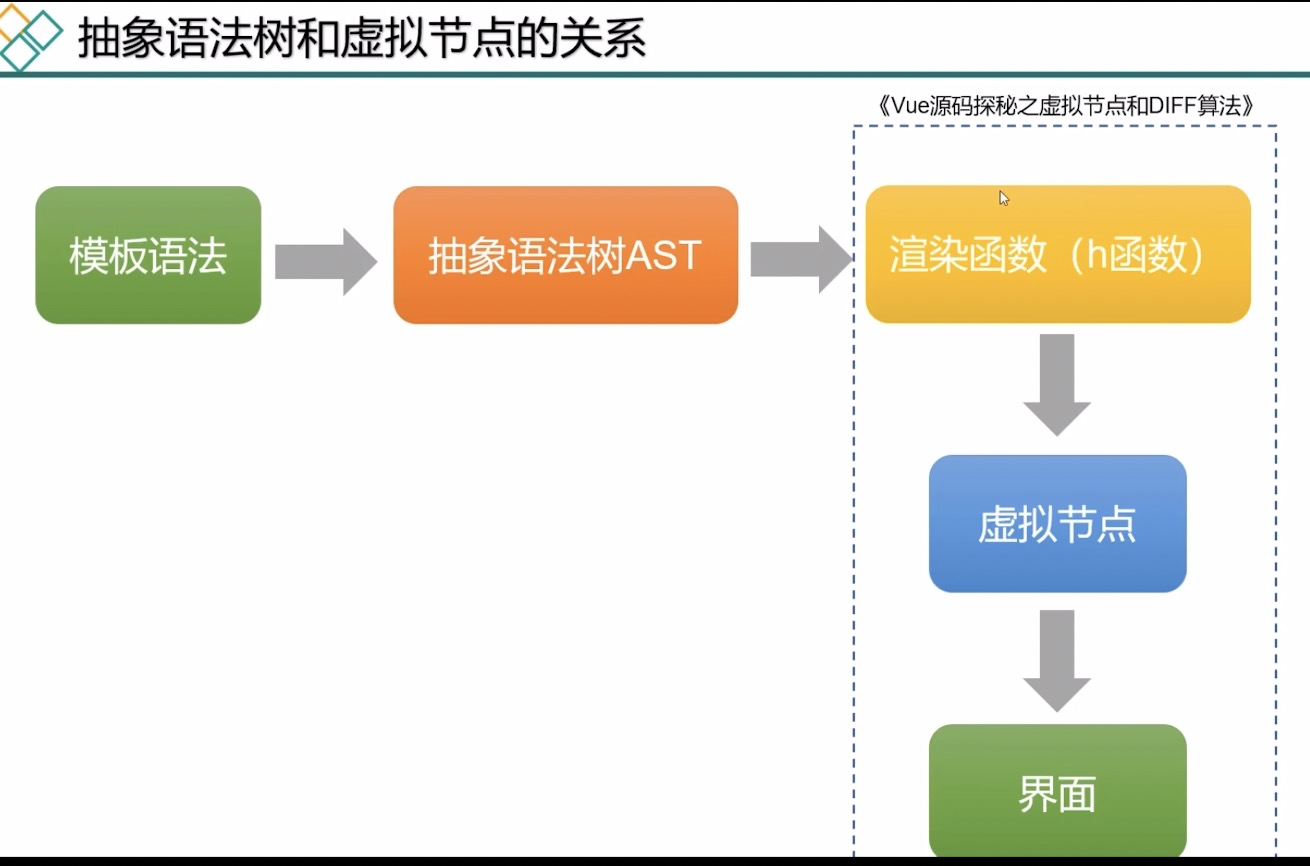 抽象语法树和虚拟节点的关系
《Vue源码探秘之虚拟节点和DIFF算法》
模板语法
抽象语法树AST
渲染函数（h函数）
虚拟节点
界面